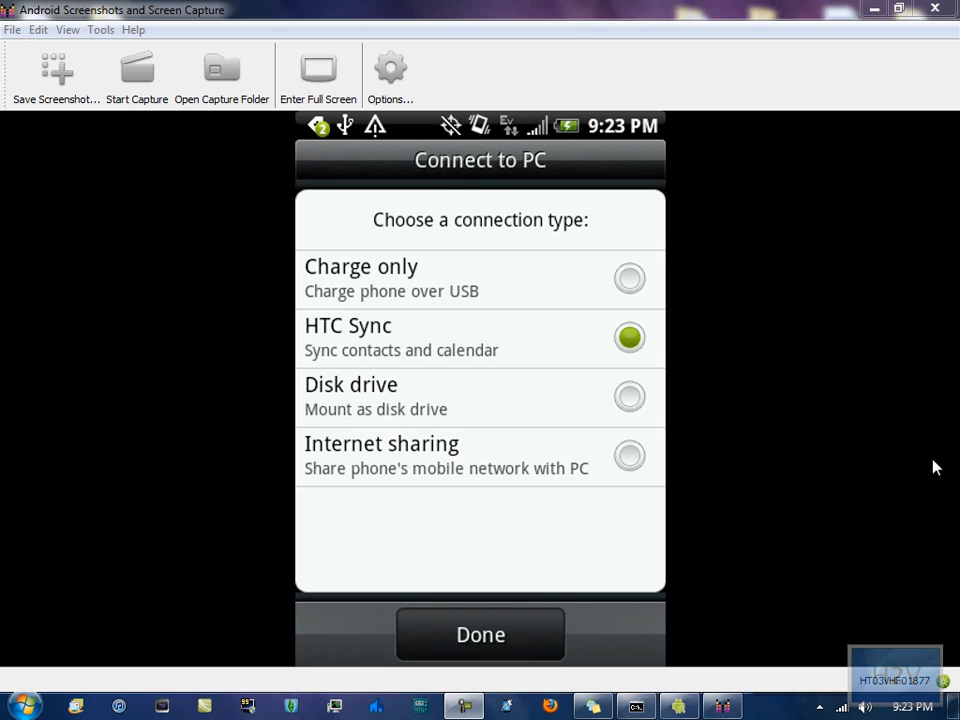 Android Screenshots and Screen Capture
File Edit View Tools Help
Save Screenshot... Start Capture Open Capture Folder Enter Full Screen Options...
2 Ev 9:23 PM
Connect to PC
Choose a connection type:
Charge only
Charge phone over USB
HTC Sync
Sync contacts and calendar
Disk drive
Mount as disk drive
Internet sharing
Share phone's mobile network with PC
Done
HT03VHF01877
9:23 PM